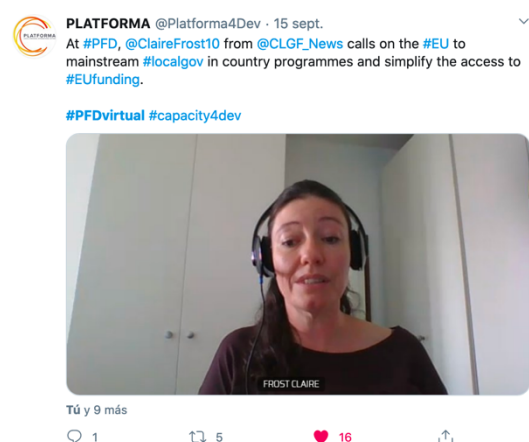 PLATFORMA @Platforma4Dev · 15 sept.
PLATFORMA
At #PFD, @ClaireFrost10 from @CLGF_News calls on the #EU to
mainstream #localgov in country programmes and simplify the access to
#EUfunding.
#PFDvirtual #capacity4dev
FROST CLAIRE
Tú y 9 más
1 5 16